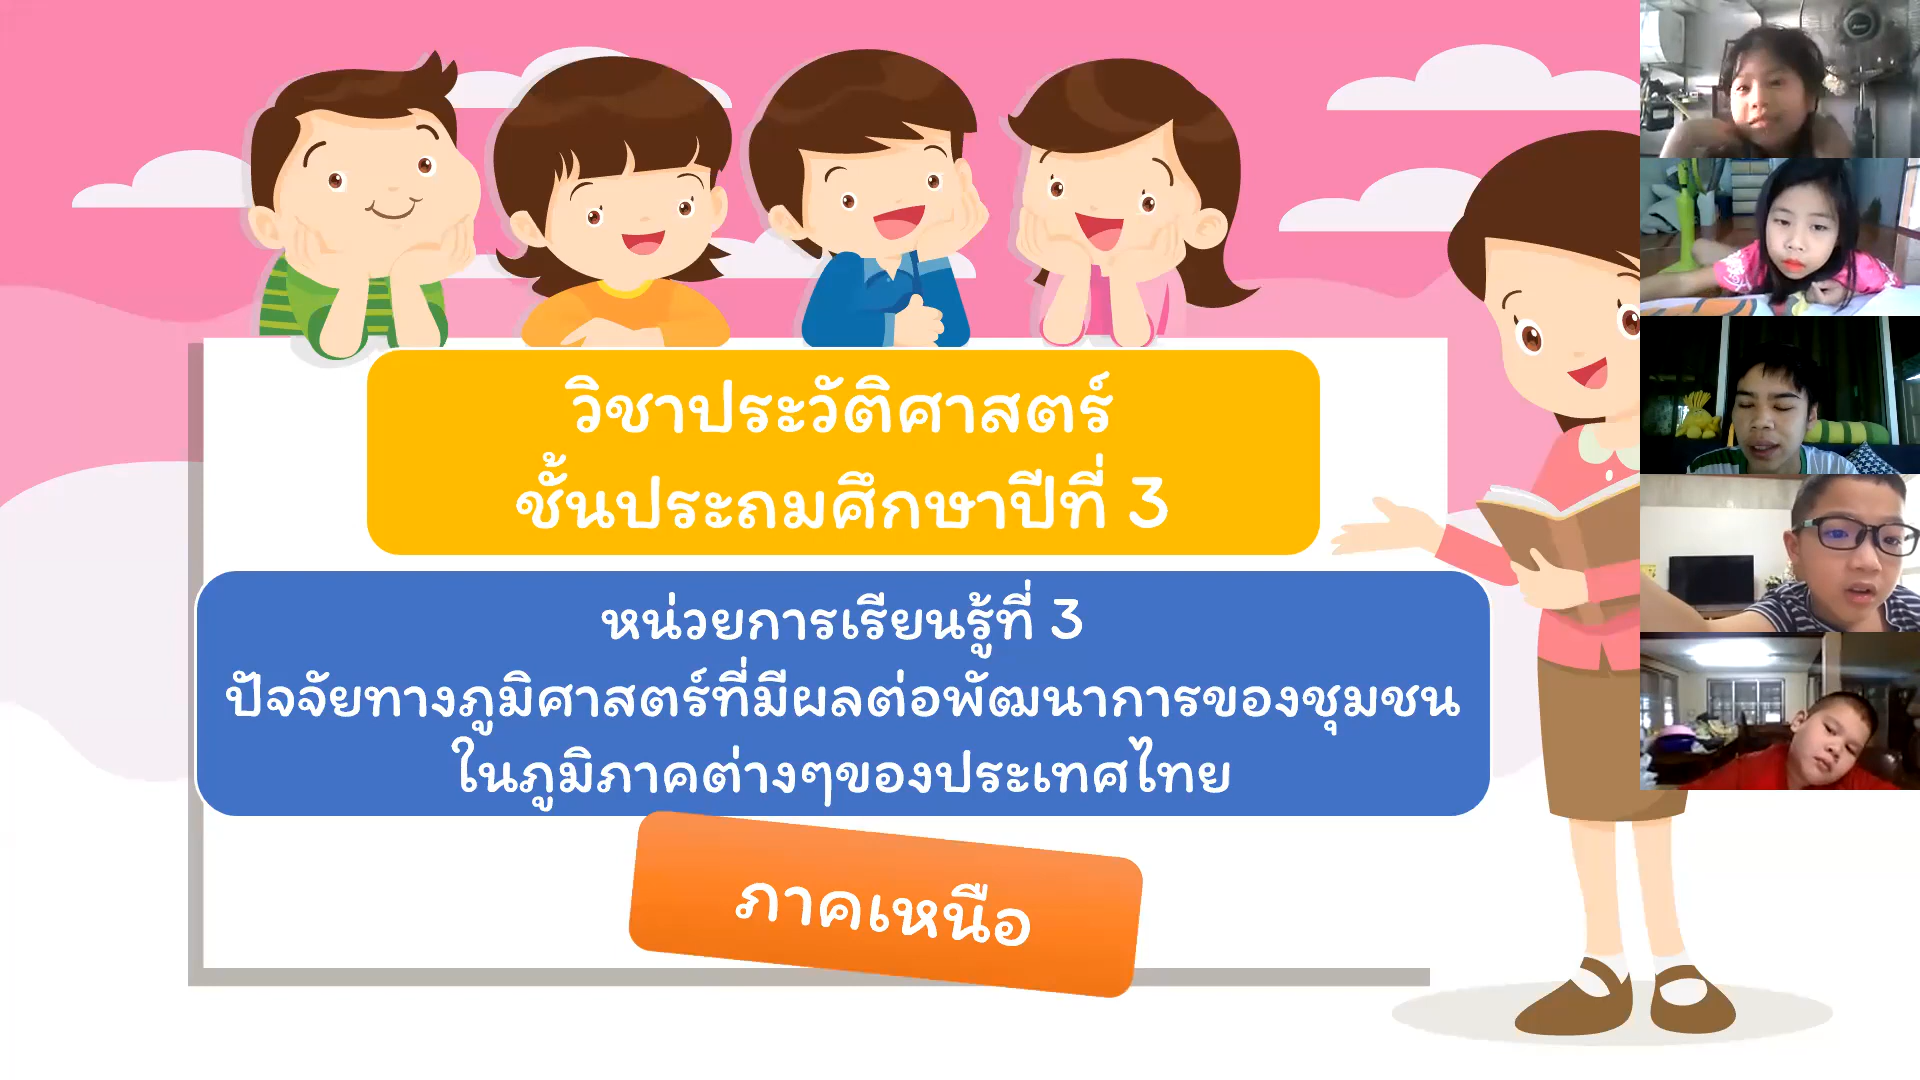 วิชาประวัติศาสตร์
ชั้นประถมศึกษาปีที่ 3
หน่วยการเรียนรู้ที่ 3
ปัจจัยทางภูมิศาสตร์ที่มีผลต่อพัฒนาการของชุมชน
ในภูมิภาคต่างๆของประเทศไทย
ภาคเหนือ